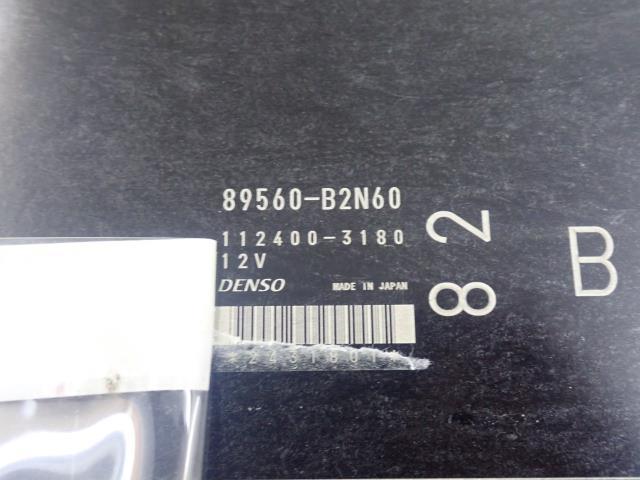 89560-B2N60
112400-3180
12V
DENSO MADE IN JAPAN
82
B